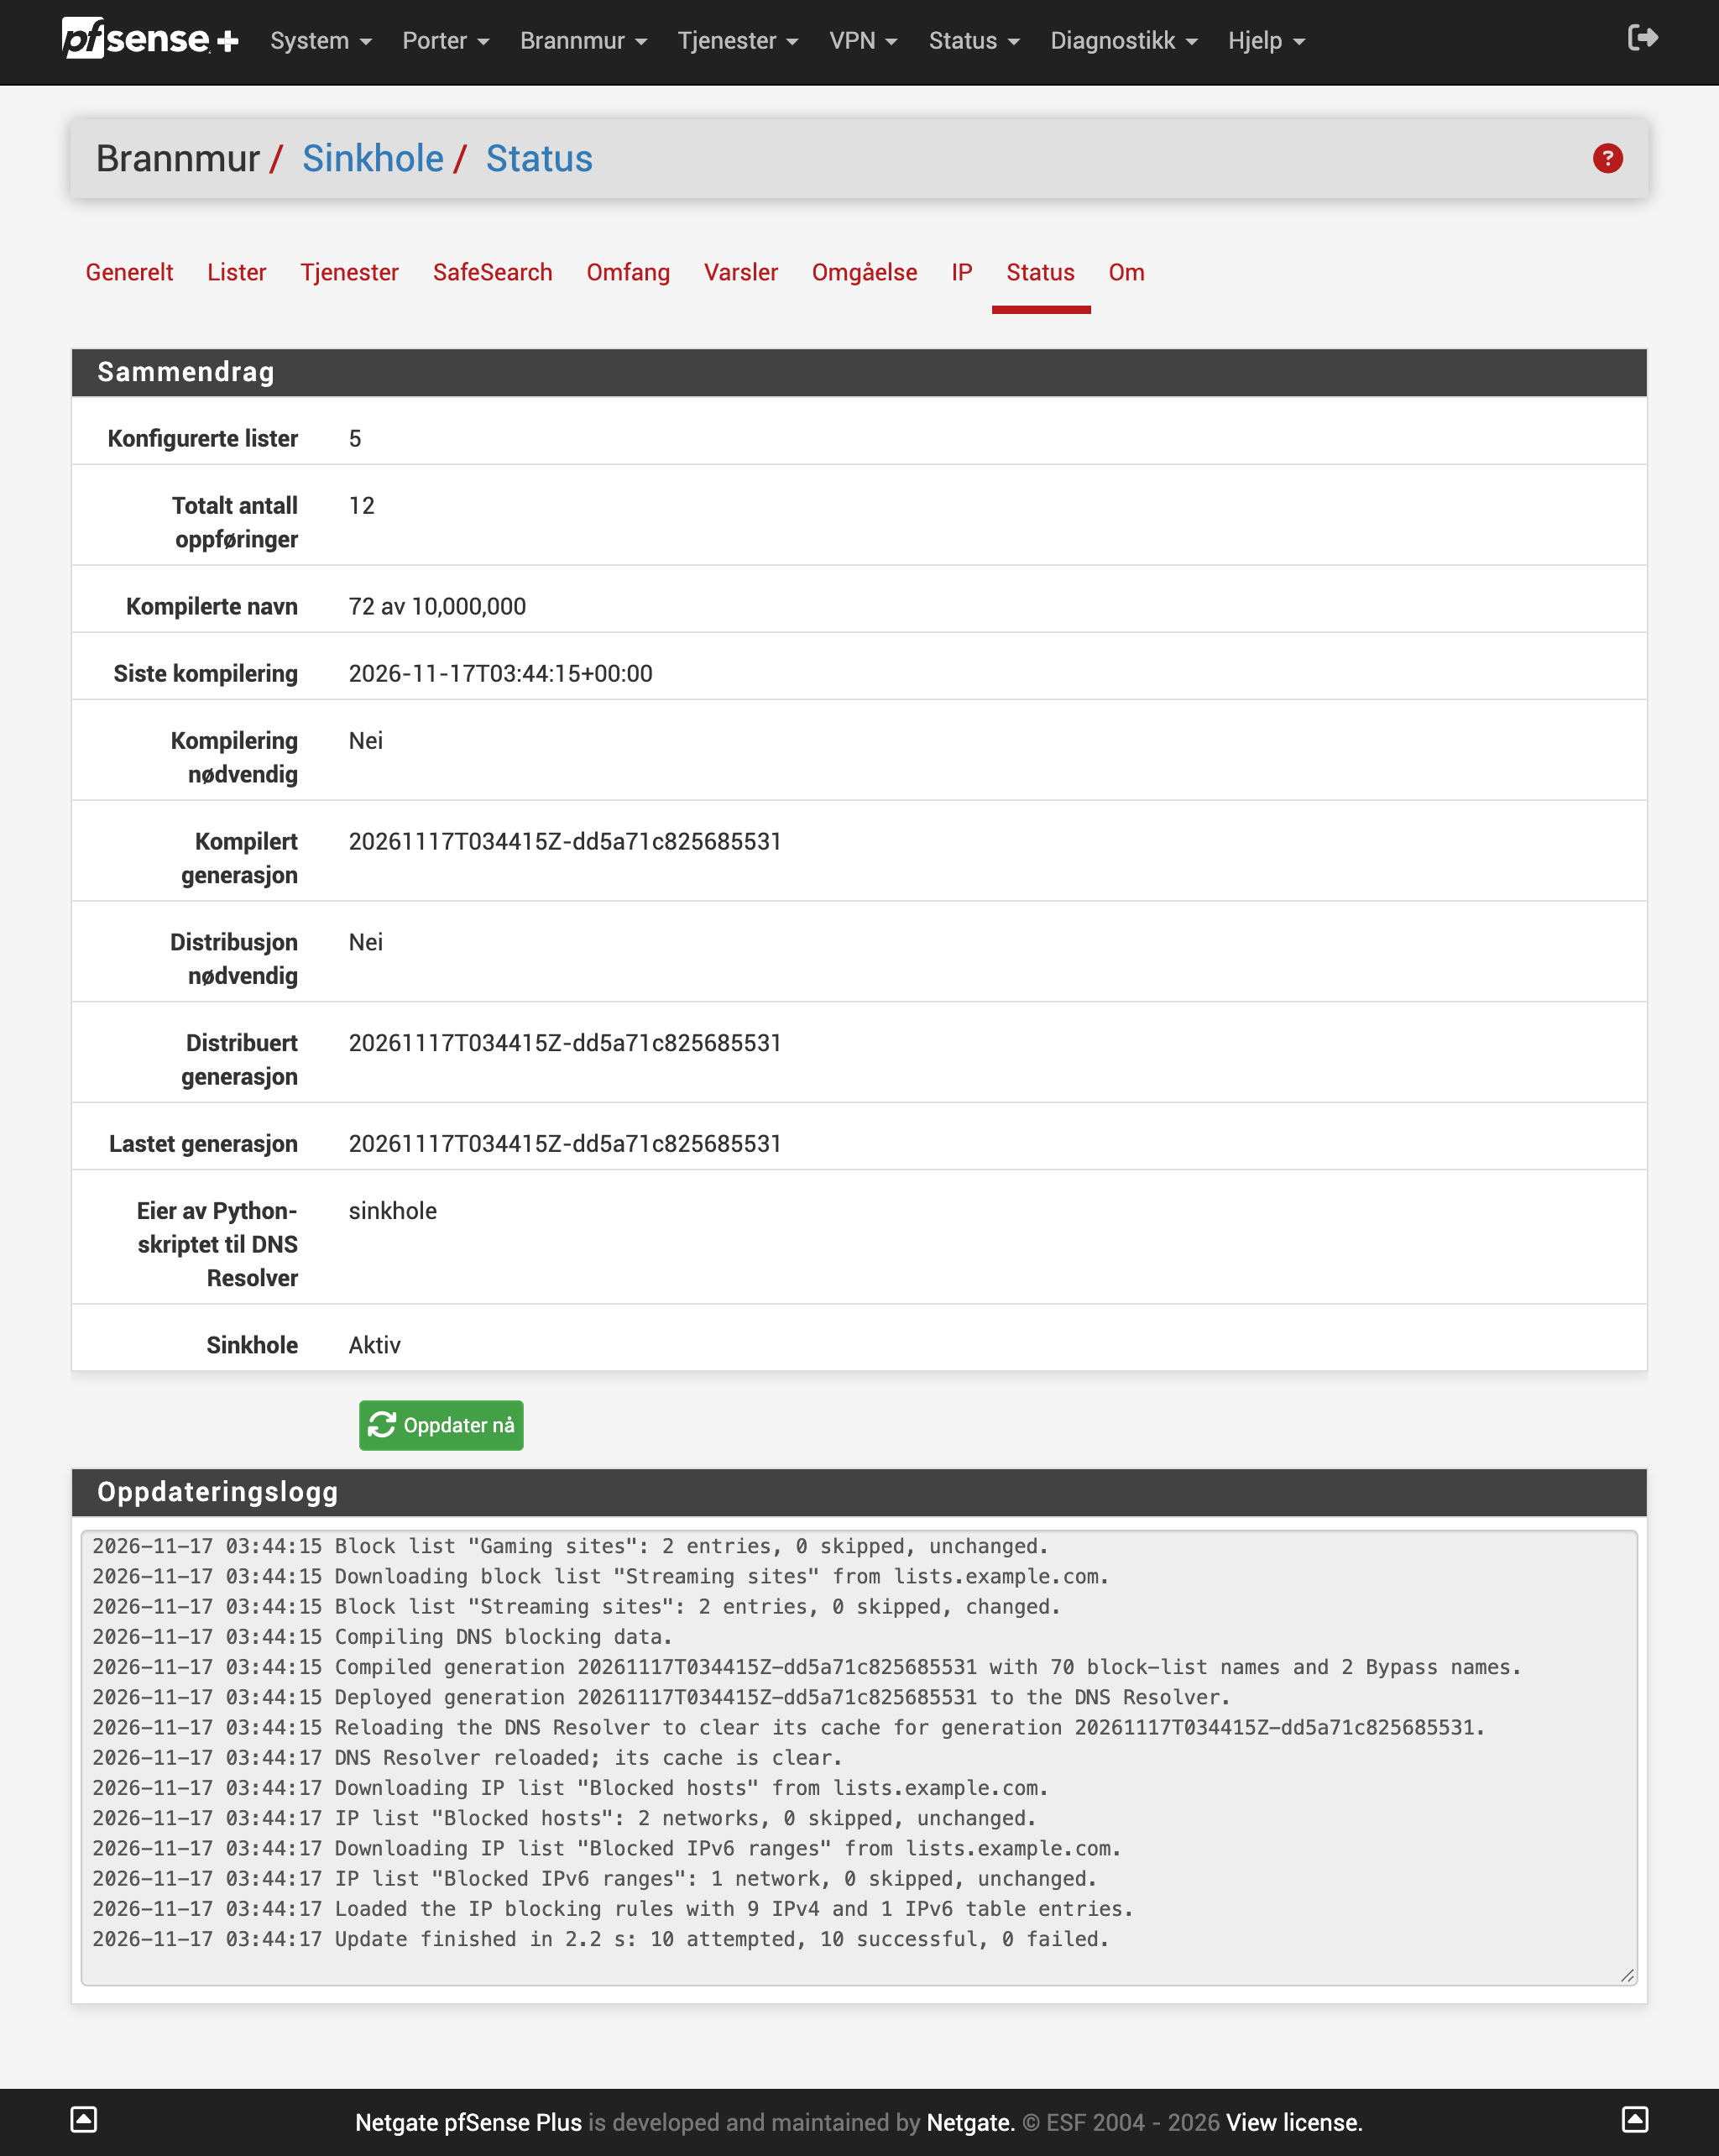 pfsense +
System Porter Brannmur Tjenester VPN Status Diagnostikk Hjelp
Brannmur / Sinkhole / Status
?
Generelt Lister Tjenester SafeSearch Omfang Varsler Omgåelse IP Status Om
Sammendrag
Konfigurerte lister 5
Totalt antall 12
oppføringer
Kompilerte navn 72 av 10,000,000
Siste kompilering 2026-11-17T03:44:15+00:00
Kompilering Nei
nødvendig
Kompilert 20261117T034415Z-dd5a71c825685531
generasjon
Distribusjon Nei
nødvendig
Distribuert 20261117T034415Z-dd5a71c825685531
generasjon
Lastet generasjon 20261117T034415Z-dd5a71c825685531
Eier av Python- sinkhole
skriptet til DNS
Resolver
Sinkhole Aktiv
Oppdater nå
Oppdateringslogg
2026-11-17 03:44:15 Block list "Gaming sites": 2 entries, 0 skipped, unchanged.
2026-11-17 03:44:15 Downloading block list "Streaming sites" from lists.example.com.
2026-11-17 03:44:15 Block list "Streaming sites": 2 entries, 0 skipped, changed.
2026-11-17 03:44:15 Compiling DNS blocking data.
2026-11-17 03:44:15 Compiled generation 20261117T034415Z-dd5a71c825685531 with 70 block-list names and 2 Bypass names.
2026-11-17 03:44:15 Deployed generation 20261117T034415Z-dd5a71c825685531 to the DNS Resolver.
2026-11-17 03:44:15 Reloading the DNS Resolver to clear its cache for generation 20261117T034415Z-dd5a71c825685531.
2026-11-17 03:44:17 DNS Resolver reloaded; its cache is clear.
2026-11-17 03:44:17 Downloading IP list "Blocked hosts" from lists.example.com.
2026-11-17 03:44:17 IP list "Blocked hosts": 2 networks, 0 skipped, unchanged.
2026-11-17 03:44:17 Downloading IP list "Blocked IPv6 ranges" from lists.example.com.
2026-11-17 03:44:17 IP list "Blocked IPv6 ranges": 1 network, 0 skipped, unchanged.
2026-11-17 03:44:17 Loaded the IP blocking rules with 9 IPv4 and 1 IPv6 table entries.
2026-11-17 03:44:17 Update finished in 2.2 s: 10 attempted, 10 successful, 0 failed.
Netgate pfSense Plus is developed and maintained by Netgate. © ESF 2004 - 2026 View license.